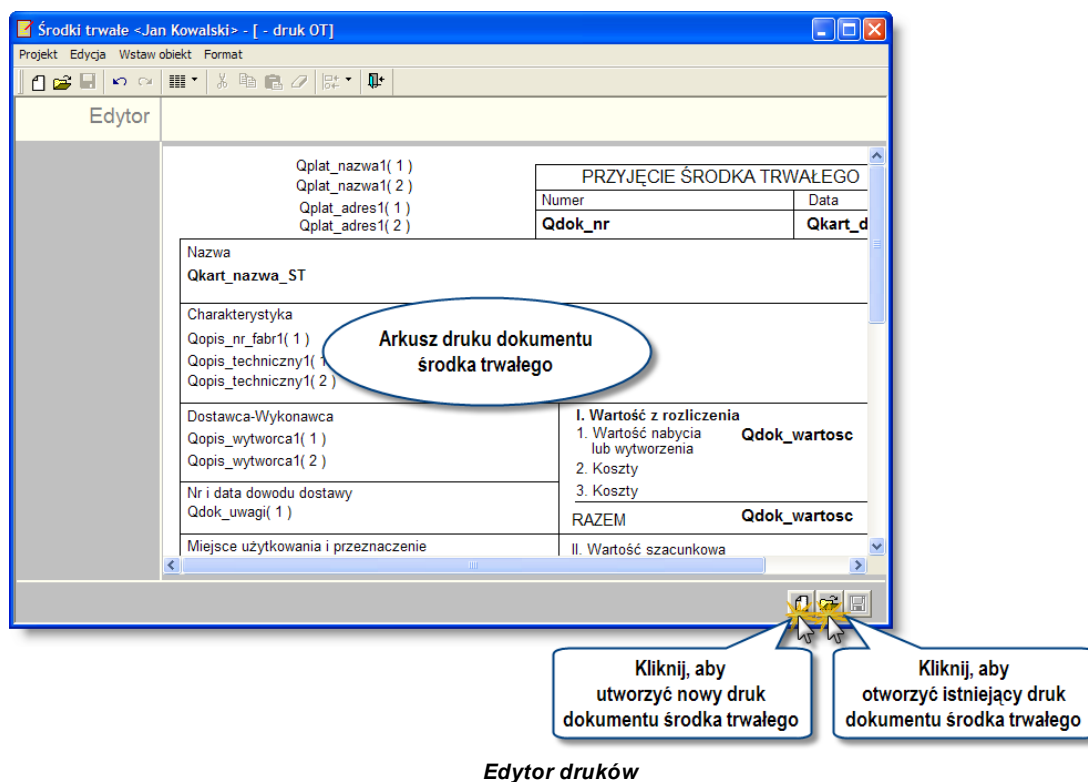 Środki trwałe <Jan Kowalski> - [ - druk OT]
Projekt Edycja Wstaw obiekt Format
Edytor
Qplat_nazwa1( 1 )
Qplat_nazwa1( 2 )
Qplat_adres1( 1 )
Qplat_adres1( 2 )
PRZYJĘCIE ŚRODKA TRWAŁEGO
Numer Data
Qdok_nr Qkart_d
Nazwa
Qkart_nazwa_ST
Charakterystyka
Qopis_nr_fabr1( 1 )
Qopis_techniczny1( 1
Qopis_techniczny1( 2 )
Arkusz druku dokumentu
środka trwałego
Dostawca-Wykonawca
Qopis_wytworca1( 1 )
Qopis_wytworca1( 2 )
Nr i data dowodu dostawy
Qdok_uwagi( 1 )
Miejsce użytkowania i przeznaczenie
I. Wartość z rozliczenia
1. Wartość nabycia Qdok_wartosc
lub wytworzenia
2. Koszty
3. Koszty
RAZEM Qdok_wartosc
II. Wartość szacunkowa
Kliknij, aby
utworzyć nowy druk
dokumentu środka trwałego
Kliknij, aby
otworzyć istniejący druk
dokumentu środka trwałego
Edytor druków